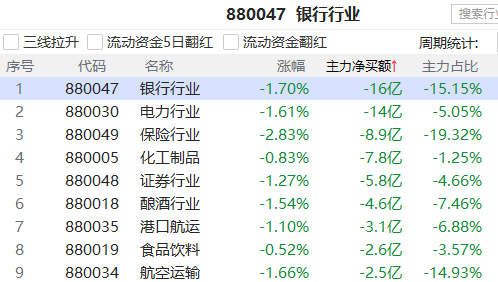 880047 银行行业 搜索行业
三线拉升 流动资金5日翻红 流动资金翻红 周期统计:
序号 代码 名称 涨幅 主力净买额↑ 主力占比
1 880047 银行行业 -1.70% -16亿 -15.15%
2 880030 电力行业 -1.61% -14亿 -5.05%
3 880049 保险行业 -2.83% -8.9亿 -19.32%
4 880005 化工制品 -0.83% -7.8亿 -1.25%
5 880048 证券行业 -1.27% -5.8亿 -4.66%
6 880018 酿酒行业 -1.54% -4.6亿 -7.46%
7 880035 港口航运 -1.10% -3.1亿 -6.88%
8 880019 食品饮料 -0.52% -2.6亿 -3.57%
9 880034 航空运输 -1.66% -2.5亿 -14.93%